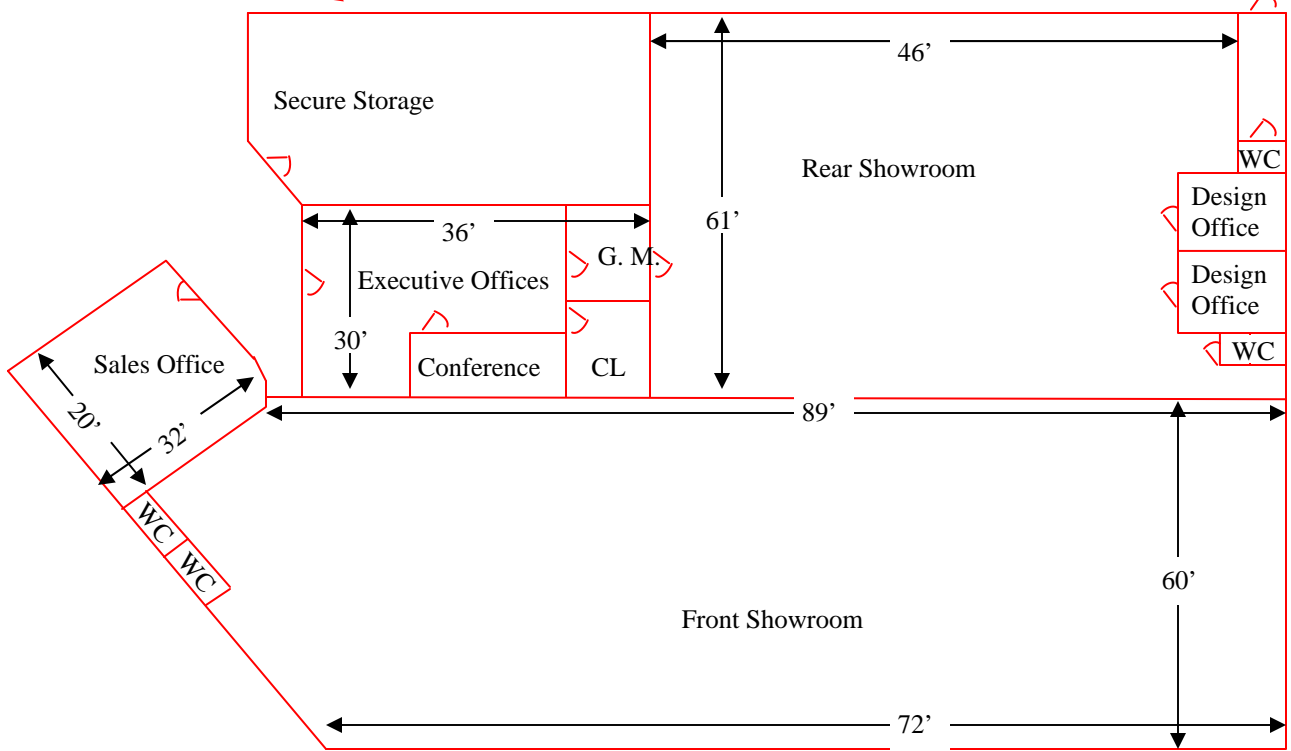 46’
Secure Storage
WC
Rear Showroom
Design
Office
61’
36’
G. M.
Executive Offices
Design
Office
30’
Sales Office
Conference
CL
WC
20’
32’
89’
WC
WC
60’
Front Showroom
72’